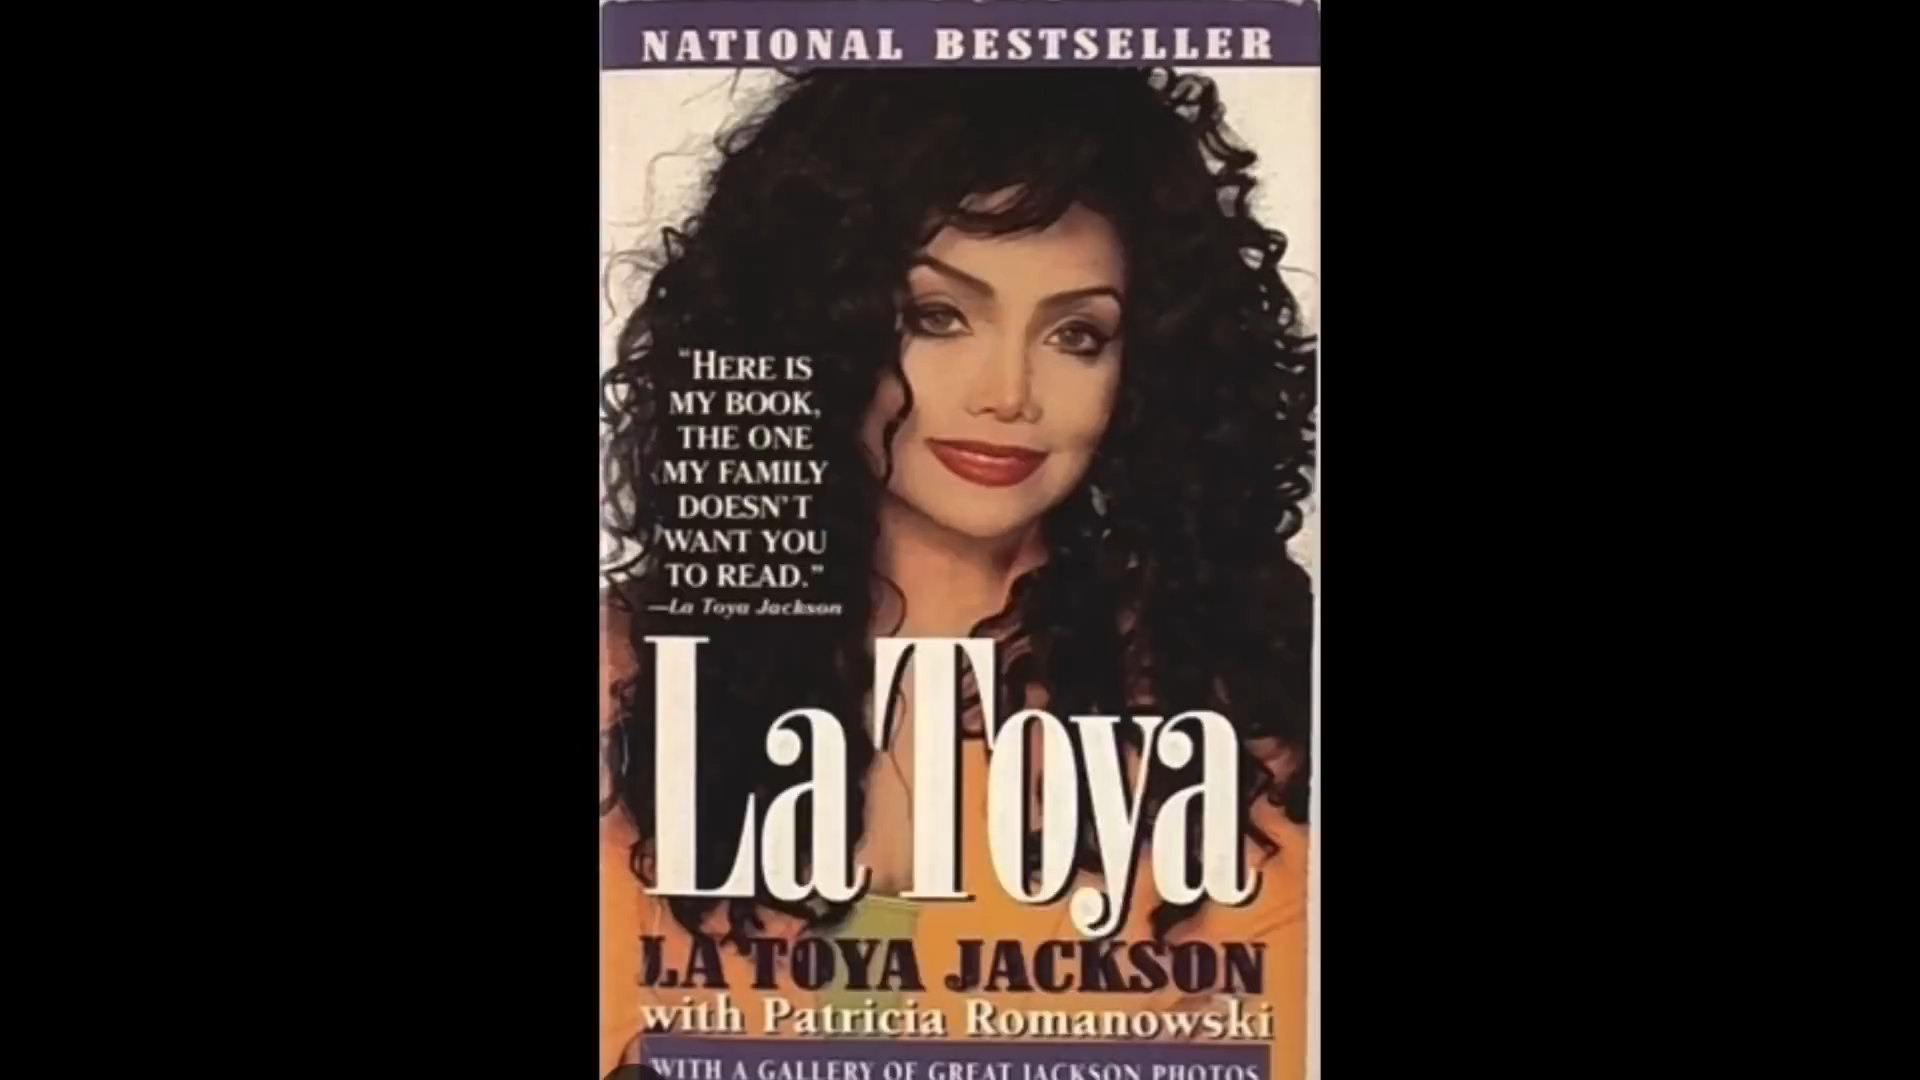 NATIONAL BESTSELLER
"HERE IS
MY BOOK,
THE ONE
MY FAMILY
DOESN'T
WANT YOU
TO READ."
—La Toya Jackson
La Toya
LA TOYA JACKSON
with Patricia Romanowski
WITH A GALLERY OF GREAT JACKSON PHOTOS